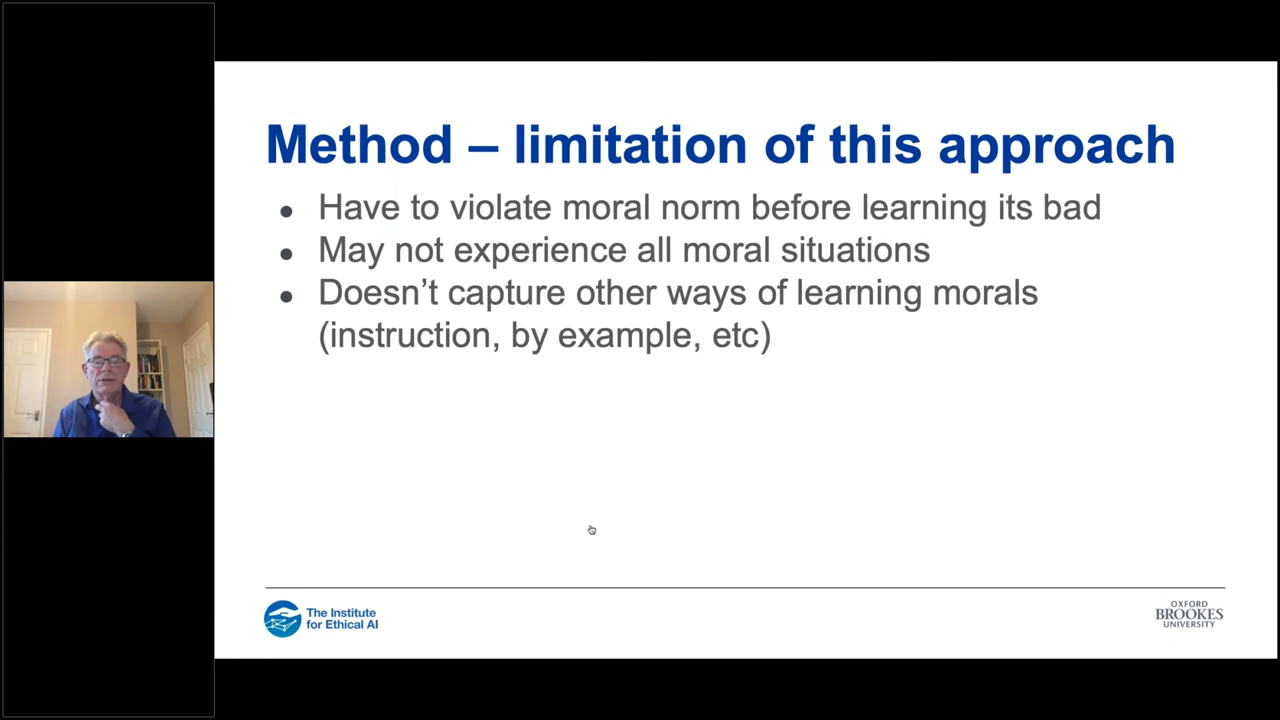 Method – limitation of this approach
● Have to violate moral norm before learning its bad
● May not experience all moral situations
● Doesn’t capture other ways of learning morals
(instruction, by example, etc)
The Institute
for Ethical AI
OXFORD
BROOKES
UNIVERSITY